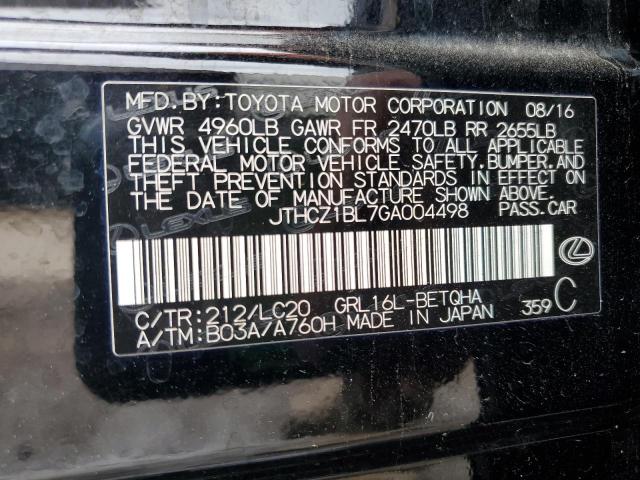 MFD. BY: TOYOTA MOTOR CORPORATION 08/16
GVWR 4960LB GAWR FR 2470LB RR 2655LB
THIS VEHICLE CONFORMS TO ALL APPLICABLE
FEDERAL MOTOR VEHICLE SAFETY, BUMPER, AND
THEFT PREVENTION STANDARDS IN EFFECT ON
THE DATE OF MANUFACTURE SHOWN ABOVE.
JTHCZ1BL7GA004498 PASS. CAR
C/TR: 212/LC20 GRL16L-BETQHA
A/TM: B03A/A760H MADE IN JAPAN 359 C
LEXUS